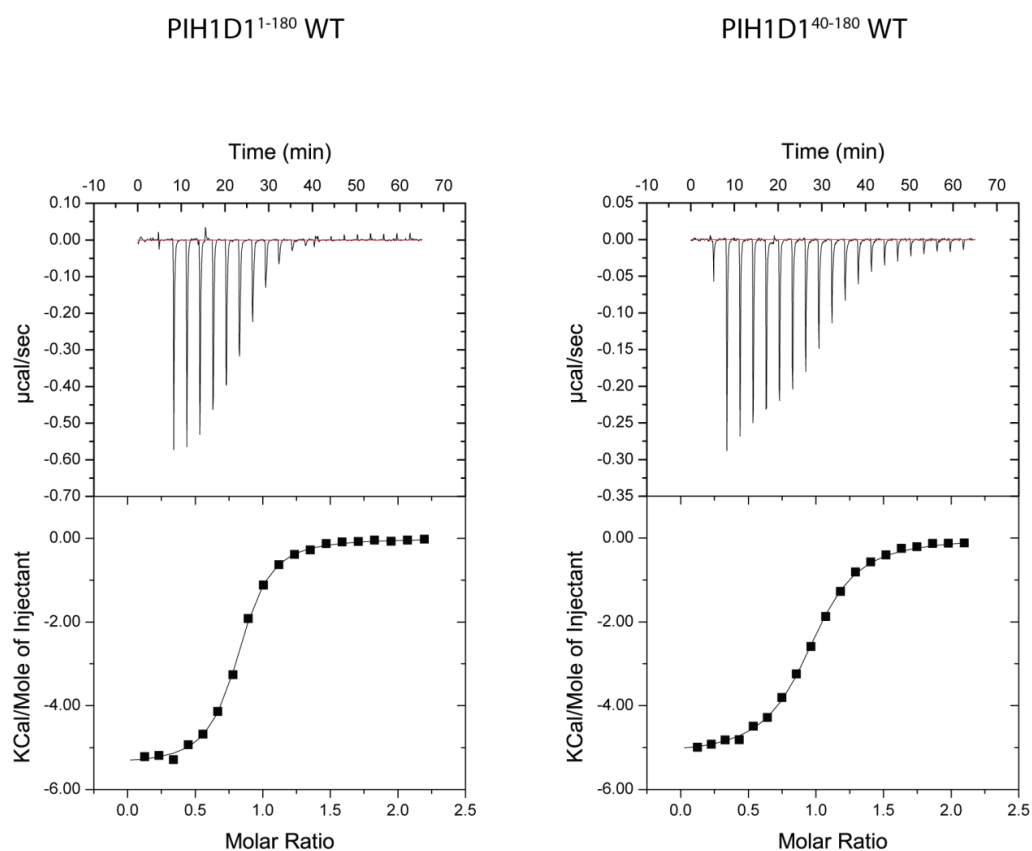 PIH1D1¹⁻¹⁸⁰ WT
Time (min)
-10 0 10 20 30 40 50 60 70
0.10
0.00
-0.10
-0.20
-0.30
-0.40
-0.50
-0.60
-0.70
µcal/sec
0.00
-2.00
-4.00
-6.00
KCal/Mole of Injectant
0.0 0.5 1.0 1.5 2.0 2.5
Molar Ratio
PIH1D1⁴⁰⁻¹⁸⁰ WT
Time (min)
-10 0 10 20 30 40 50 60 70
0.05
0.00
-0.05
-0.10
-0.15
-0.20
-0.25
-0.30
-0.35
µcal/sec
0.00
-2.00
-4.00
-6.00
KCal/Mole of Injectant
0.0 0.5 1.0 1.5 2.0 2.5
Molar Ratio